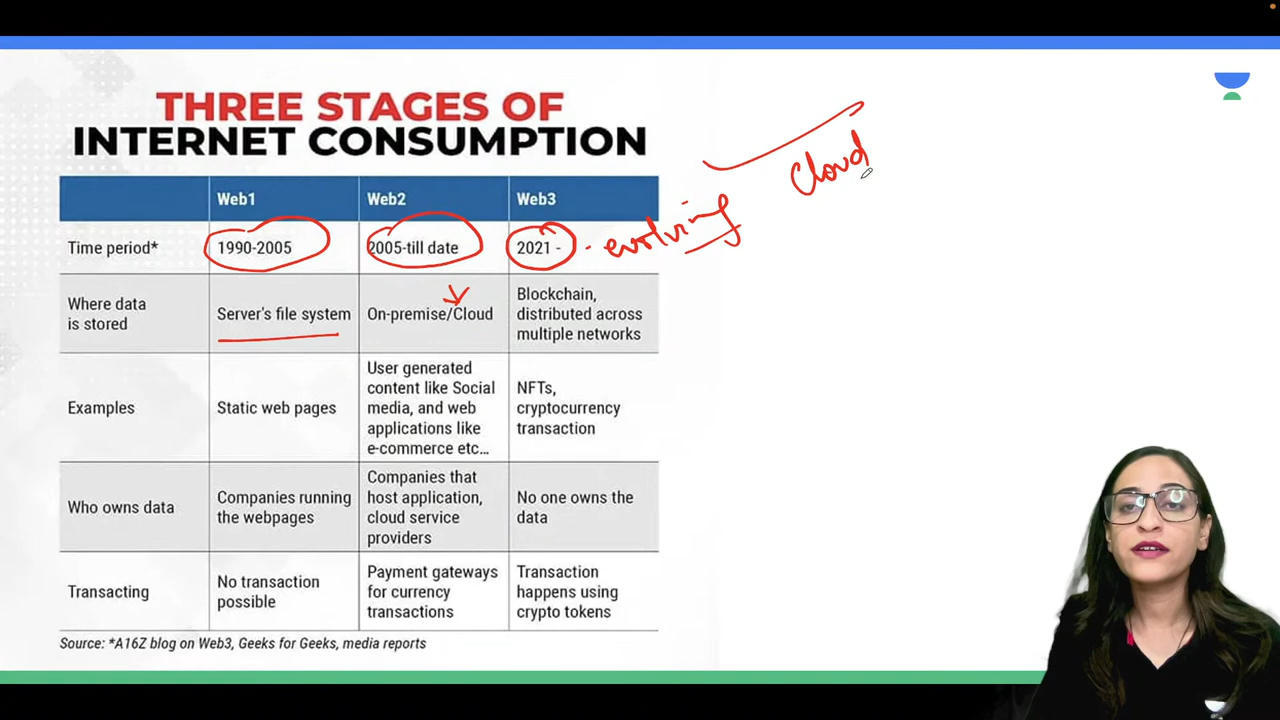 THREE STAGES OF
INTERNET CONSUMPTION
Web1 Web2 Web3
Time period* 1990-2005 2005-till date 2021 - - evolving
Cloud
Where data
is stored
Server's file system
On-premise/Cloud
Blockchain,
distributed across
multiple networks
Examples
Static web pages
User generated
content like Social
media, and web
applications like
e-commerce etc...
NFTs,
cryptocurrency
transaction
Who owns data
Companies running
the webpages
Companies that
host application,
cloud service
providers
No one owns the
data
Transacting
No transaction
possible
Payment gateways
for currency
transactions
Transaction
happens using
crypto tokens
Source: *A16Z blog on Web3, Geeks for Geeks, media reports